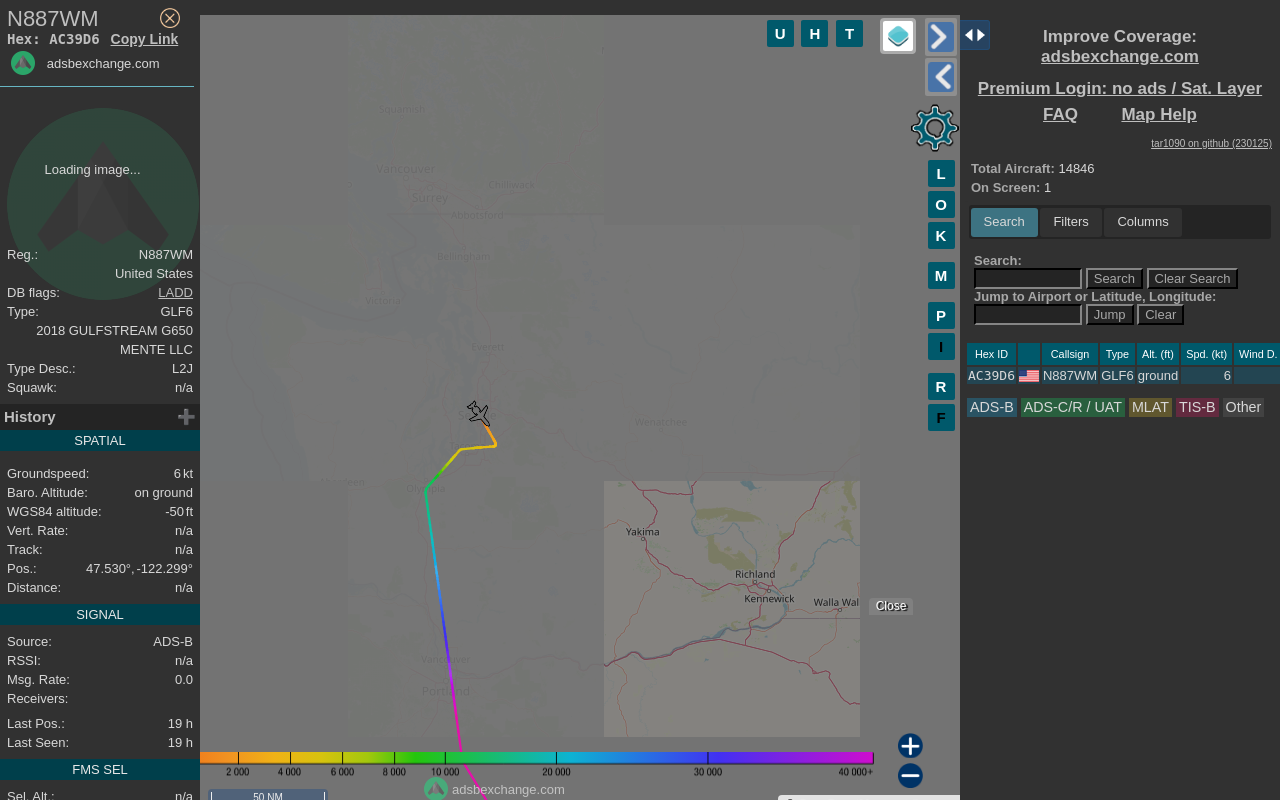 N887WM
Hex: AC39D6 Copy Link
adsbexchange.com
Loading image...
Reg.: N887WM
United States
DB flags: LADD
Type: GLF6
2018 GULFSTREAM G650
MENTE LLC
Type Desc.: L2J
Squawk: n/a
History
SPATIAL
Groundspeed: 6 kt
Baro. Altitude: on ground
WGS84 altitude: -50 ft
Vert. Rate: n/a
Track: n/a
Pos.: 47.530°, -122.299°
Distance: n/a
SIGNAL
Source: ADS-B
RSSI: n/a
Msg. Rate: 0.0
Receivers:
Last Pos.: 19 h
Last Seen: 19 h
FMS SEL
Sel. Alt.: n/a
U H T
L
O
K
M
P
I
R
F
Squamish
Vancouver
Surrey
Chilliwack
Abbotsford
Bellingham
Victoria
Everett
Wenatchee
Olympia
Yakima
Richland
Kennewick
Walla Wal
Vancouver
Portland
Close
2 000 4 000 6 000 8 000 10 000 20 000 30 000 40 000+
adsbexchange.com
50 NM
Improve Coverage:
adsbexchange.com
Premium Login: no ads / Sat. Layer
FAQ Map Help
tar1090 on github (230125)
Total Aircraft: 14846
On Screen: 1
Search Filters Columns
Search:
Search Clear Search
Jump to Airport or Latitude, Longitude:
Jump Clear
Hex ID Callsign Type Alt. (ft) Spd. (kt) Wind D.
AC39D6 N887WM GLF6 ground 6
ADS-B ADS-C/R / UAT MLAT TIS-B Other